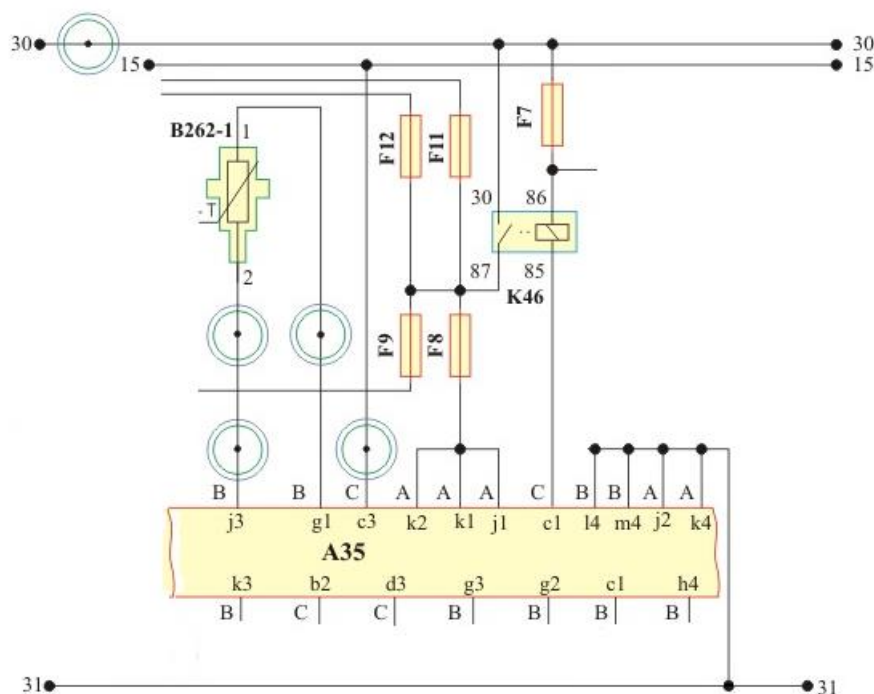 30 30
15 15
B262-1 1
F12 F11 F7
- T
30 86
2 87 85
K46
F9 F8
B B C A A A C B B A A
j3 g1 c3 k2 k1 j1 c1 l4 m4 j2 k4
A35
k3 b2 d3 g3 g2 c1 h4
B C C B B B B
31 31